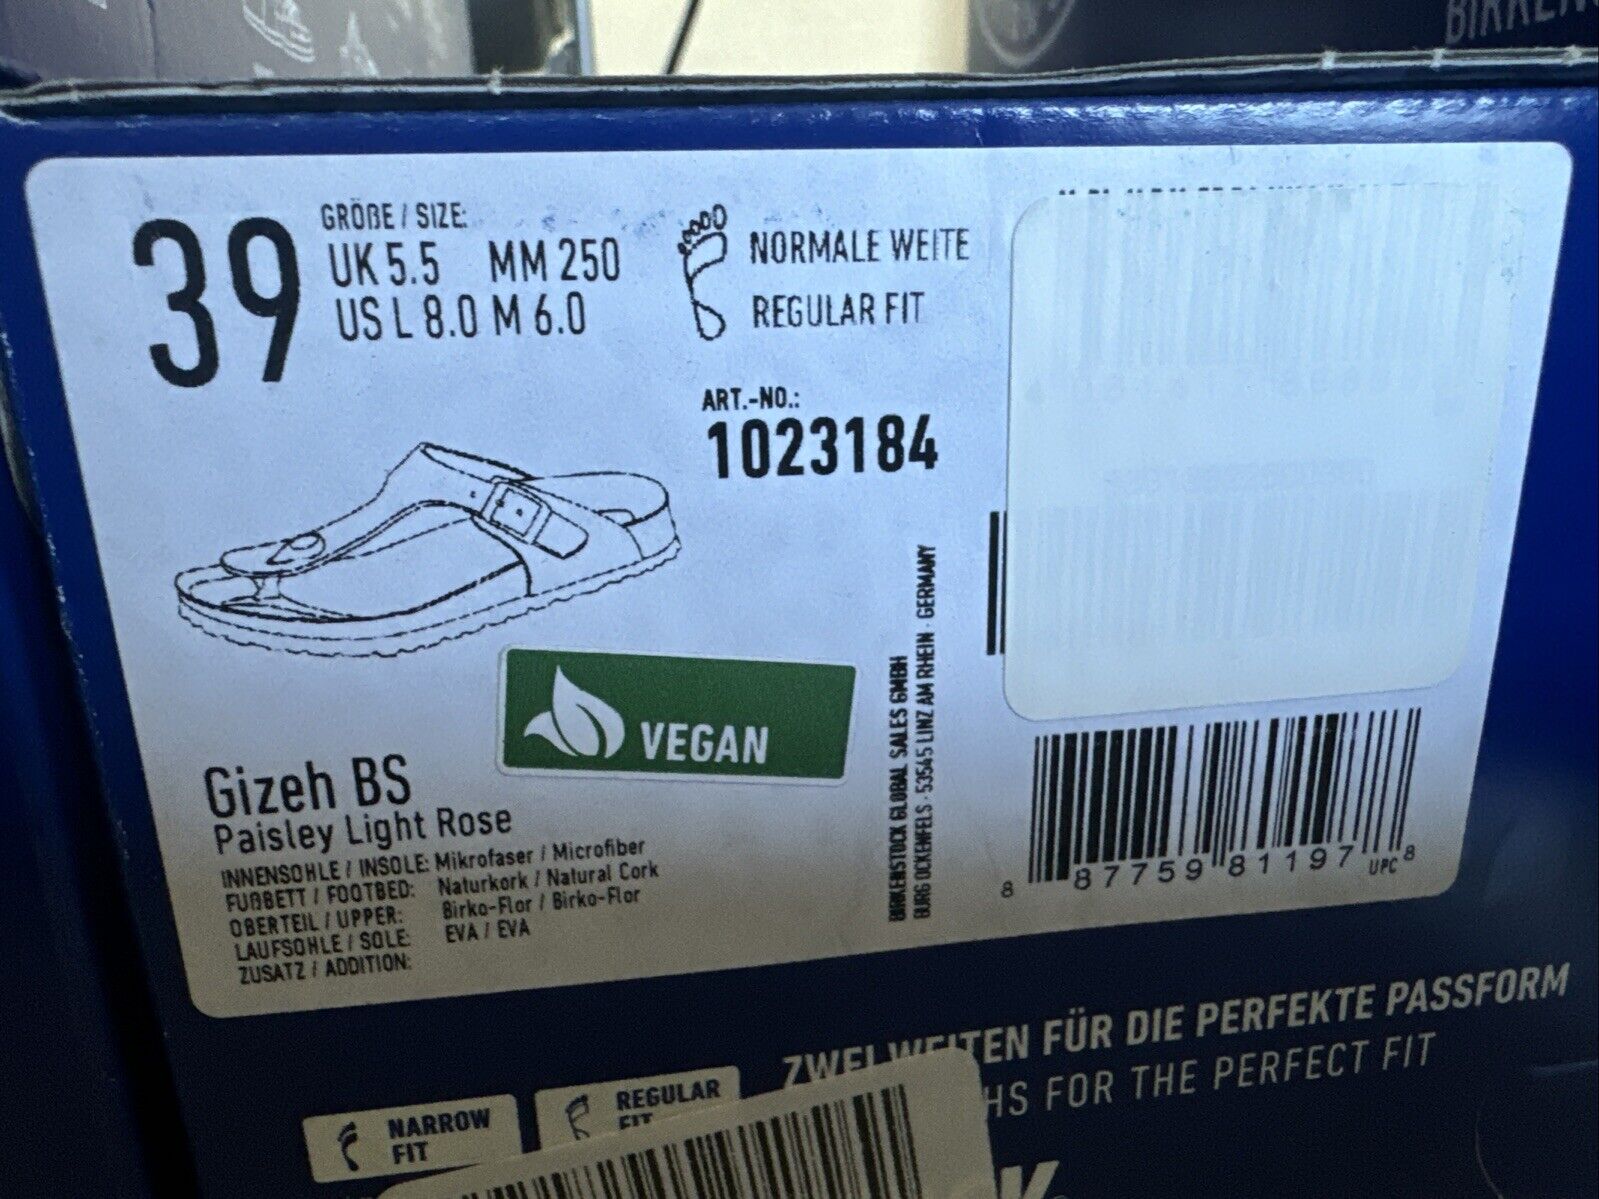 BIRKEN
39
GRÖßE / SIZE:
UK 5.5 MM 250
US L 8.0 M 6.0
NORMALE WEITE
REGULAR FIT
ART.-NO.:
1023184
VEGAN
Gizeh BS
Paisley Light Rose
INNENSOHLE / INSOLE: Mikrofaser / Microfiber
FUßBETT / FOOTBED: Naturkork / Natural Cork
OBERTEIL / UPPER: Birko-Flor / Birko-Flor
LAUFSOHLE / SOLE: EVA / EVA
ZUSATZ / ADDITION:
BIRKENSTOCK GLOBAL SALES GMBH
BURG OCKENFELS · 53545 LINZ AM RHEIN · GERMANY
8 87759 81197 UPC 8
ZWEI WEITEN FÜR DIE PERFEKTE PASSFORM
HS FOR THE PERFECT FIT
NARROW
FIT
REGULAR
FIT